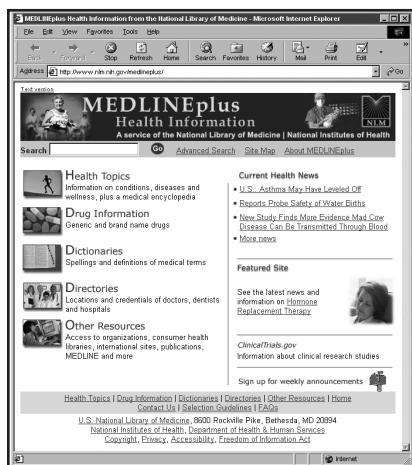 MEDLINEplus Health Information from the National Library of Medicine - Microsoft Internet Explorer
File Edit View Favorites Tools Help
Back Forward Stop Refresh Home Search Favorites History Mail Print Edit
Address http://www.nlm.nih.gov/medlineplus/ Go
Text version
MEDLINEplus
Health Information
A service of the National Library of Medicine | National Institutes of Health
NLM
Search Go Advanced Search Site Map About MEDLINEplus
Health Topics
Information on conditions, diseases and
wellness, plus a medical encyclopedia
Drug Information
Generic and brand name drugs
Dictionaries
Spellings and definitions of medical terms
Directories
Locations and credentials of doctors, dentists
and hospitals
Other Resources
Access to organizations, consumer health
libraries, international sites, publications,
MEDLINE and more
Current Health News
U.S.: Asthma May Have Leveled Off
Reports Probe Safety of Water Births
New Study Finds More Evidence Mad Cow
Disease Can Be Transmitted Through Blood
More news
Featured Site
See the latest news and
information on Hormone
Replacement Therapy
ClinicalTrials.gov
Information about clinical research studies
Sign up for weekly announcements
Health Topics | Drug Information | Dictionaries | Directories | Other Resources | Home
Contact Us | Selection Guidelines | FAQs
U.S. National Library of Medicine, 8600 Rockville Pike, Bethesda, MD 20894
National Institutes of Health, Department of Health & Human Services
Copyright, Privacy, Accessibility, Freedom of Information Act
Internet